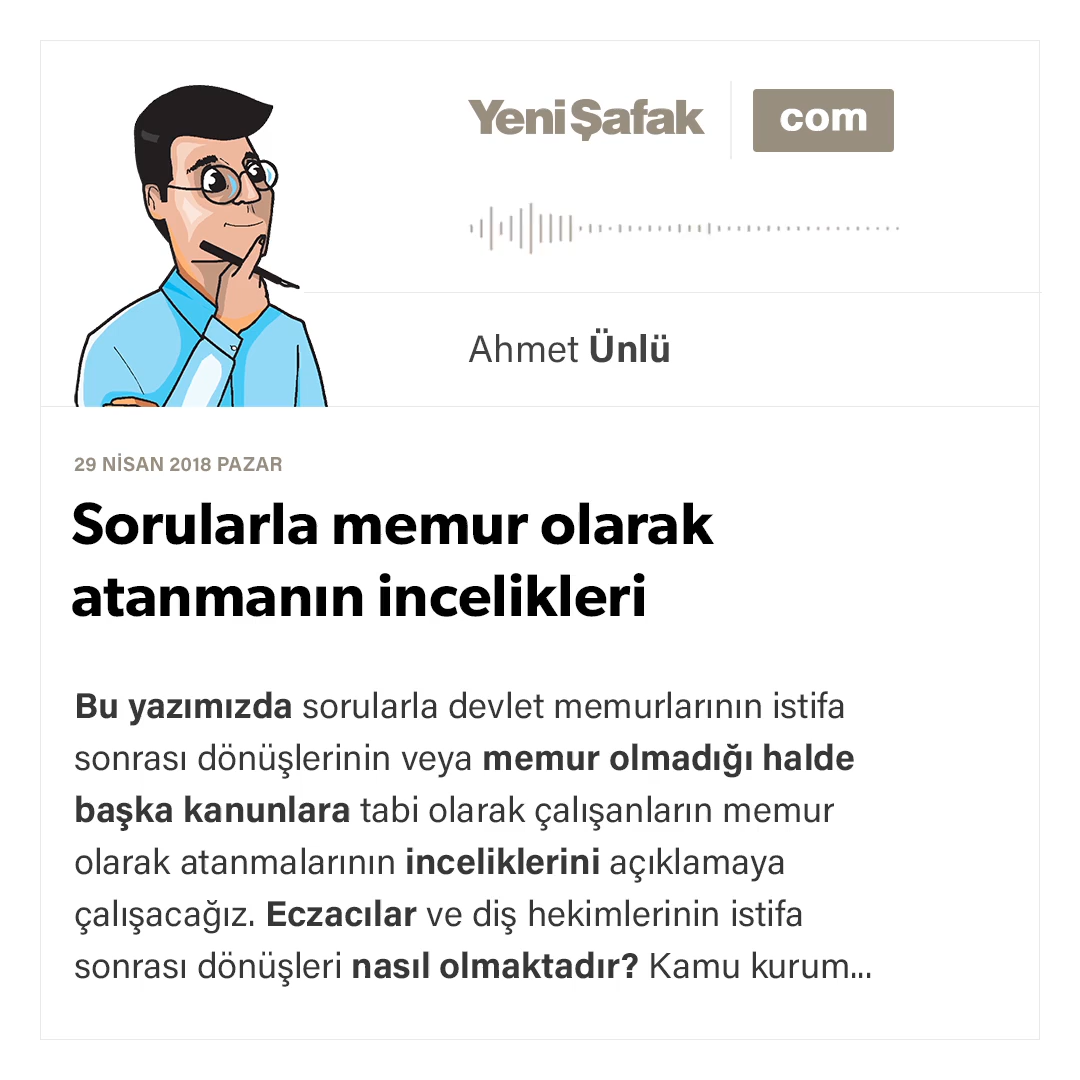 YeniŞafak com
Ahmet Ünlü
29 NİSAN 2018 PAZAR
Sorularla memur olarak
atanmanın incelikleri
Bu yazımızda sorularla devlet memurlarının istifa
sonrası dönüşlerinin veya memur olmadığı halde
başka kanunlara tabi olarak çalışanların memur
olarak atanmalarının inceliklerini açıklamaya
çalışacağız. Eczacılar ve diş hekimlerinin istifa
sonrası dönüşleri nasıl olmaktadır? Kamu kurum...